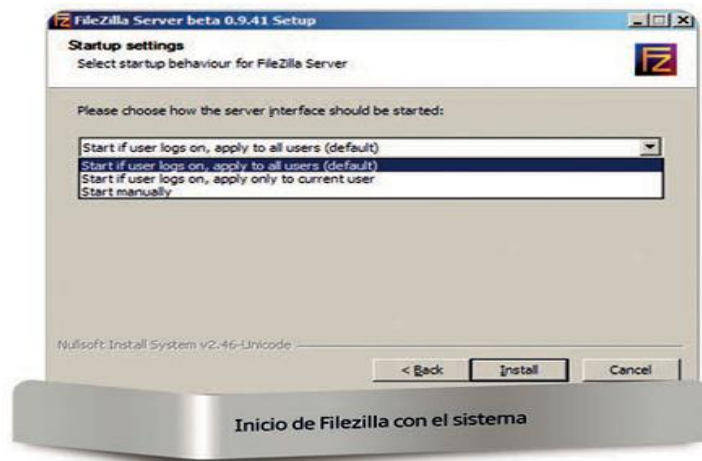 FileZilla Server beta 0.9.41 Setup
Startup settings
Select startup behaviour for FileZilla Server
Please choose how the server interface should be started:
Start if user logs on, apply to all users (default)
Start if user logs on, apply to all users (default)
Start if user logs on, apply only to current user
Start manually
Nullsoft Install System v2.46-Unicode
< Back Install Cancel
Inicio de Filezilla con el sistema